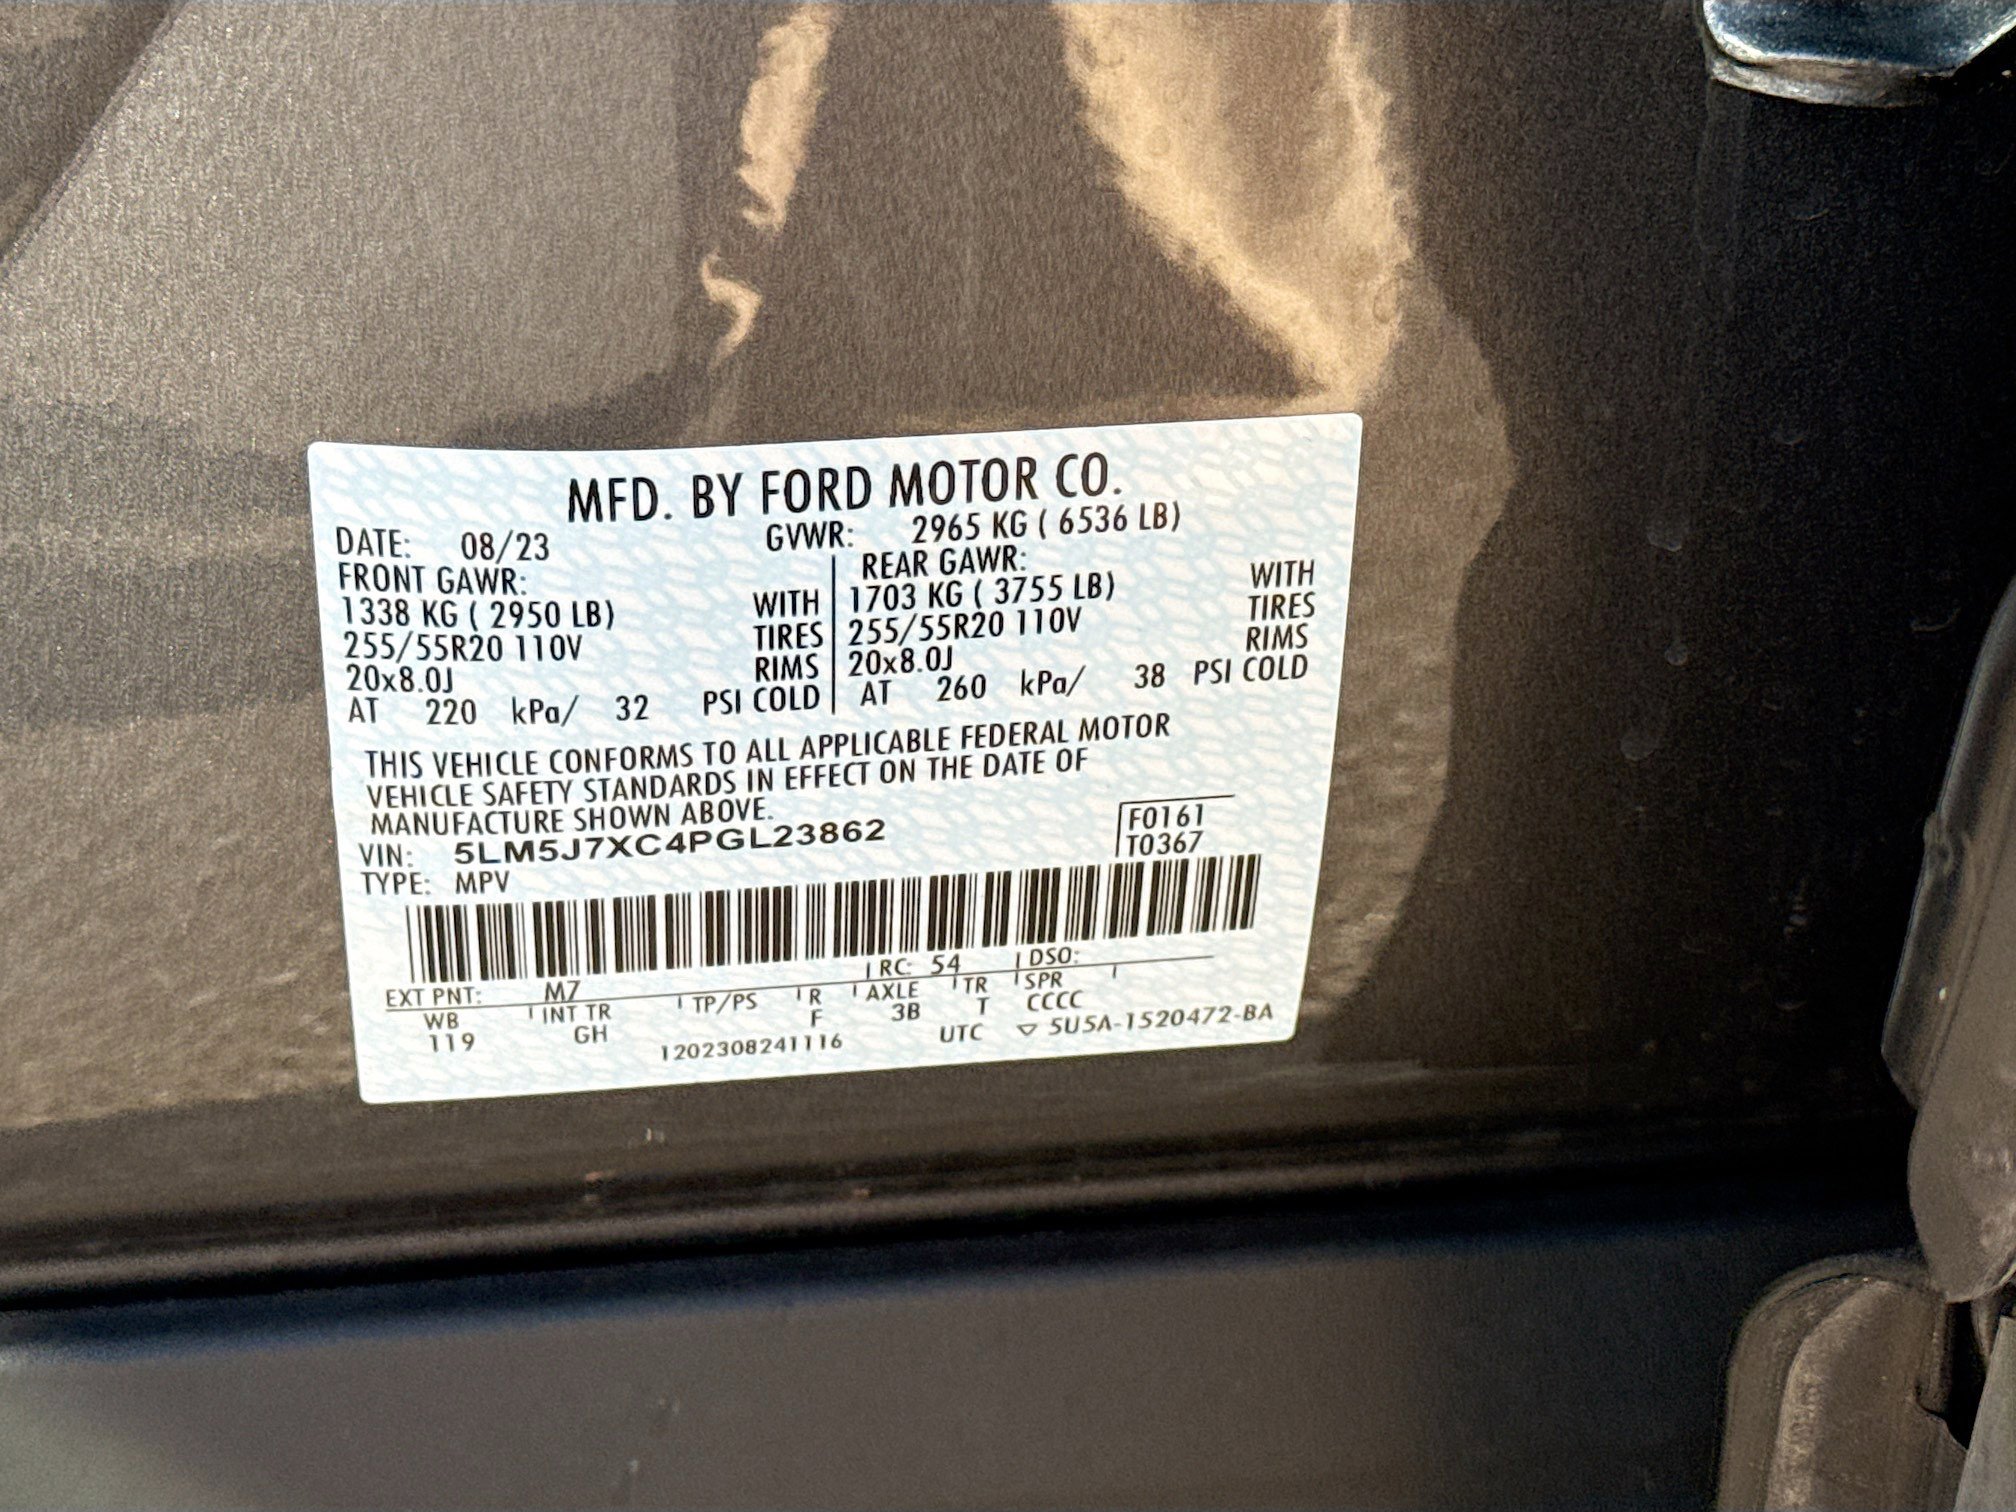 MFD. BY FORD MOTOR CO.
DATE: 08/23 GVWR: 2965 KG ( 6536 LB)
FRONT GAWR: REAR GAWR:
1338 KG ( 2950 LB) WITH 1703 KG ( 3755 LB) WITH
255/55R20 110V TIRES 255/55R20 110V TIRES
20x8.0J RIMS 20x8.0J RIMS
AT 220 kPa/ 32 PSI COLD AT 260 kPa/ 38 PSI COLD
THIS VEHICLE CONFORMS TO ALL APPLICABLE FEDERAL MOTOR
VEHICLE SAFETY STANDARDS IN EFFECT ON THE DATE OF
MANUFACTURE SHOWN ABOVE.
VIN: 5LM5J7XC4PGL23862 F0161
TYPE: MPV T0367
EXT PNT: M7 RC: 54 DSO:
WB INT TR TP/PS R AXLE TR SPR
119 GH F 3B T CCCC
1202308241116 UTC ▽ 5U5A-1520472-BA